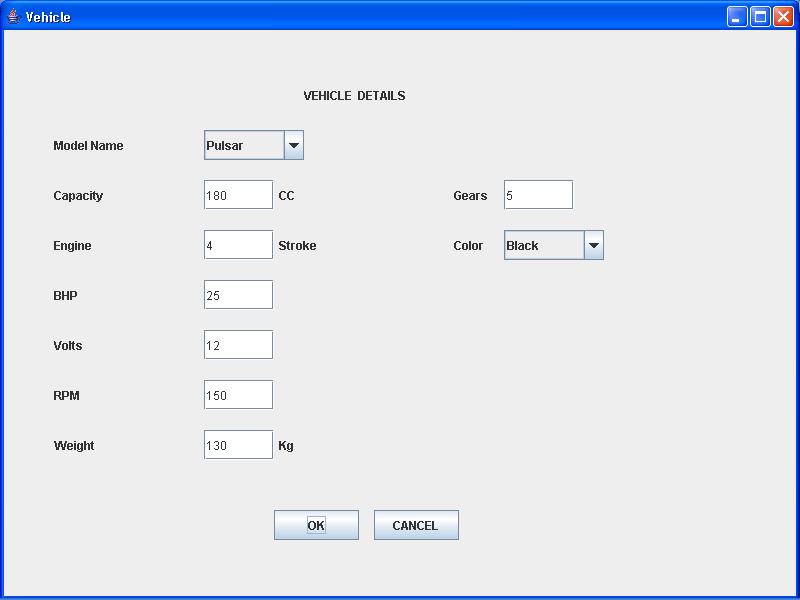 Vehicle
VEHICLE DETAILS
Model Name Pulsar
Capacity 180 CC Gears 5
Engine 4 Stroke Color Black
BHP 25
Volts 12
RPM 150
Weight 130 Kg
OK CANCEL